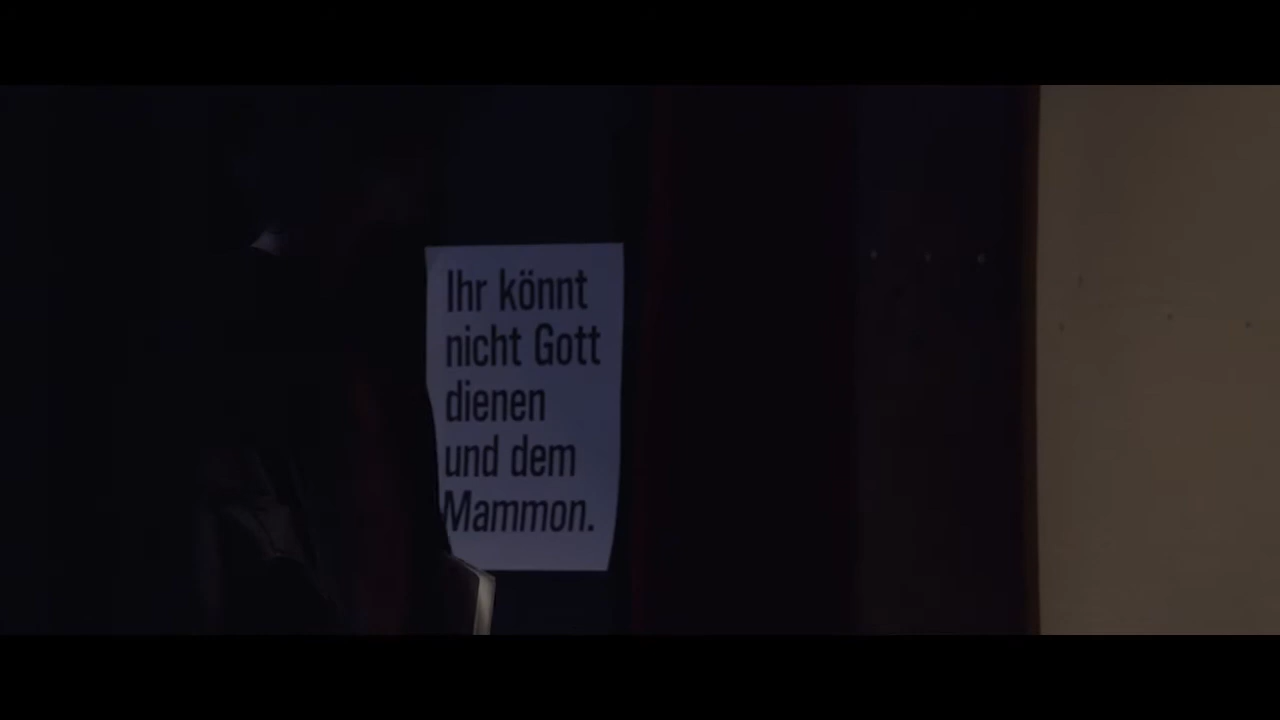 Ihr könnt
nicht Gott
dienen
und dem
Mammon.